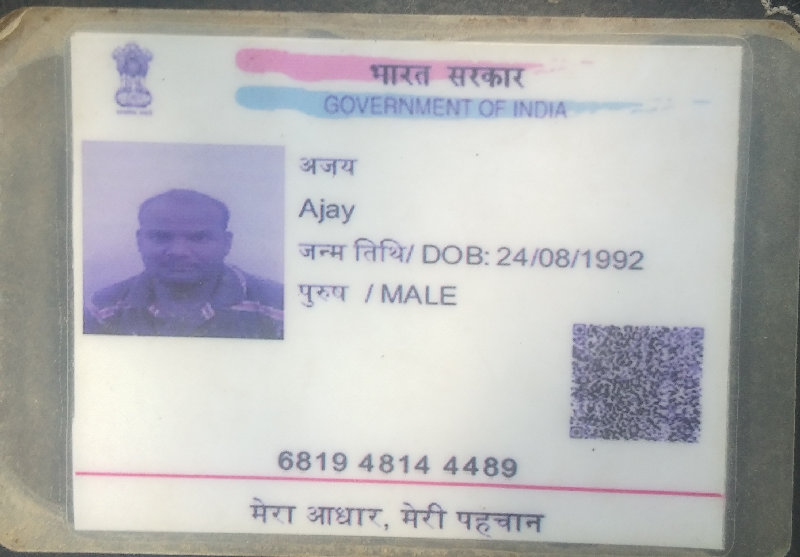 भारत सरकार
GOVERNMENT OF INDIA
अजय
Ajay
जन्म तिथि/ DOB: 24/08/1992
पुरुष / MALE
6819 4814 4489
मेरा आधार, मेरी पहचान